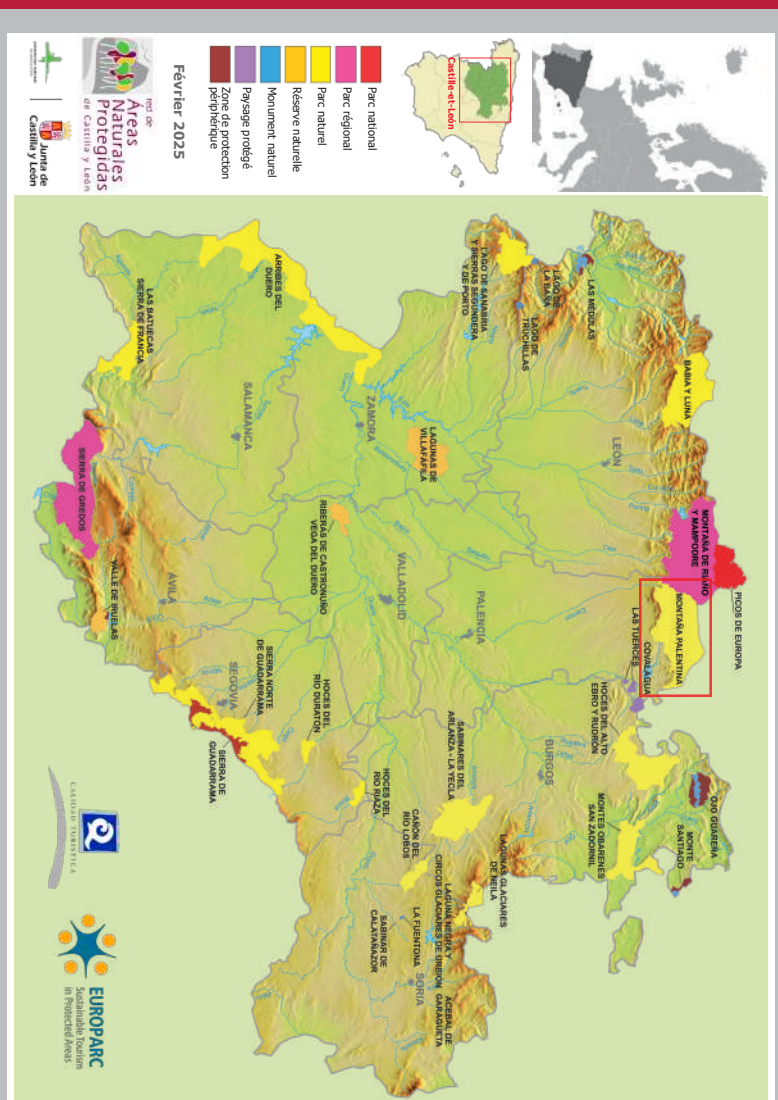 Parc national
Parc régional
Parc naturel
Réserve naturelle
Monument naturel
Paysage protégé
Zone de protection
périphérique
Février 2025
Castille-et-León
red de
Áreas
Naturales
Protegidas
de Castilla y León
Junta de
Castilla y León
PICOS DE EUROPA
MONTAÑA DE RIAÑO
Y MAMPODRE
MONTAÑA PALENTINA
COVALAGUA
LAS TUERCES
BABIA Y LUNA
LAS MÉDULAS
LAGO DE
LA BAÑA
LAGO DE
TRUCHILLAS
LAGO DE SANABRIA
Y SIERRAS SEGUNDERA
Y DE PORTO
LEÓN
OJO GUAREÑA
MONTE
SANTIAGO
HOCES DEL ALTO
EBRO Y RUDRÓN
MONTES OBARENES
SAN ZADORNIL
BURGOS
PALENCIA
LAGUNAS DE
VILLAFÁFILA
ZAMORA
ARRIBES DEL
DUERO
VALLADOLID
RIBERAS DE CASTRONUÑO
VEGA DEL DUERO
SABINARES DEL
ARLANZA - LA YECLA
LAGUNAS GLACIARES
DE NEILA
LAGUNA NEGRA Y
CIRCOS GLACIARES DE URBIÓN
ACEBAL DE
GARAGÜETA
CAÑÓN DEL
RÍO LOBOS
LA FUENTONA
SABINAR DE
CALATAÑAZOR
SORIA
HOCES DEL
RÍO RIAZA
HOCES DEL
RÍO DURATÓN
SIERRA NORTE
DE GUADARRAMA
SEGOVIA
SIERRA DE
GUADARRAMA
SALAMANCA
LAS BATUECAS
SIERRA DE FRANCIA
ÁVILA
SIERRA DE GREDOS
VALLE DE IRUELAS
CALIDAD TURISTICA
EUROPARC
Sustainable Tourism
in Protected Areas